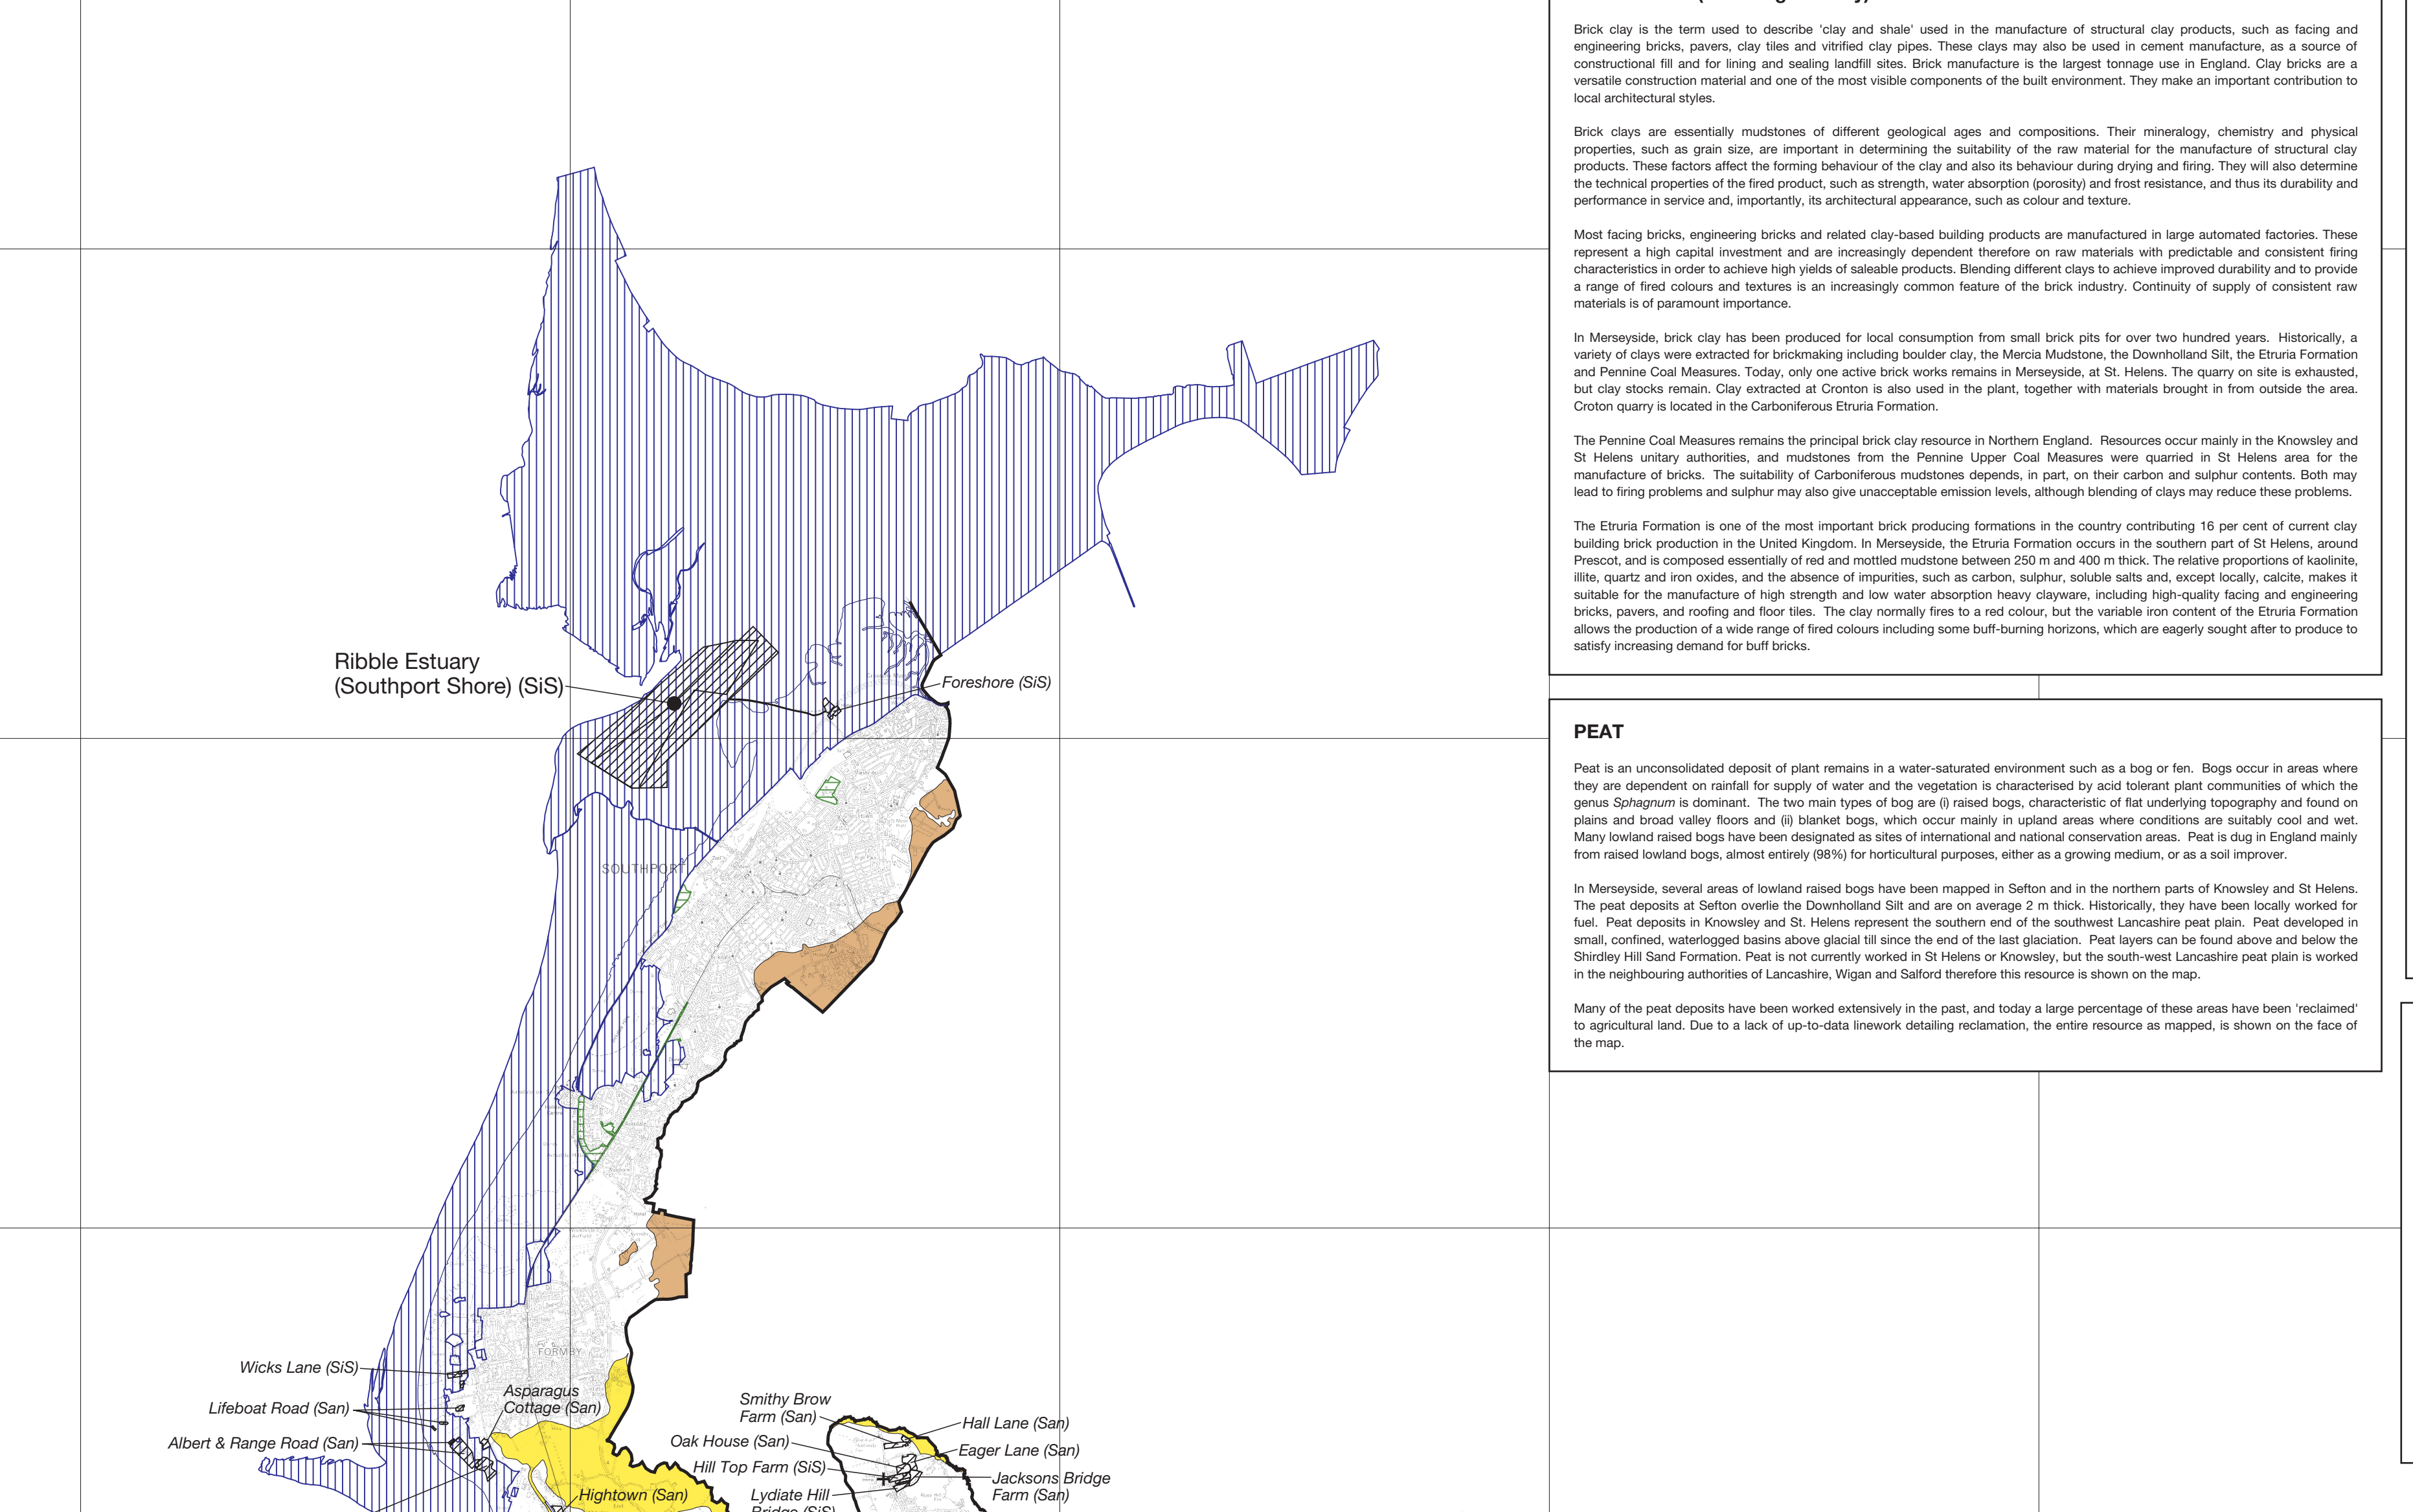 Brick clay is the term used to describe 'clay and shale' used in the manufacture of structural clay products, such as facing and
engineering bricks, pavers, clay tiles and vitrified clay pipes. These clays may also be used in cement manufacture, as a source of
constructional fill and for lining and sealing landfill sites. Brick manufacture is the largest tonnage use in England. Clay bricks are a
versatile construction material and one of the most visible components of the built environment. They make an important contribution to
local architectural styles.
Brick clays are essentially mudstones of different geological ages and compositions. Their mineralogy, chemistry and physical
properties, such as grain size, are important in determining the suitability of the raw material for the manufacture of structural clay
products. These factors affect the forming behaviour of the clay and also its behaviour during drying and firing. They will also determine
the technical properties of the fired product, such as strength, water absorption (porosity) and frost resistance, and thus its durability and
performance in service and, importantly, its architectural appearance, such as colour and texture.
Most facing bricks, engineering bricks and related clay-based building products are manufactured in large automated factories. These
represent a high capital investment and are increasingly dependent therefore on raw materials with predictable and consistent firing
characteristics in order to achieve high yields of saleable products. Blending different clays to achieve improved durability and to provide
a range of fired colours and textures is an increasingly common feature of the brick industry. Continuity of supply of consistent raw
materials is of paramount importance.
In Merseyside, brick clay has been produced for local consumption from small brick pits for over two hundred years. Historically, a
variety of clays were extracted for brickmaking including boulder clay, the Mercia Mudstone, the Downholland Silt, the Etruria Formation
and Pennine Coal Measures. Today, only one active brick works remains in Merseyside, at St. Helens. The quarry on site is exhausted,
but clay stocks remain. Clay extracted at Cronton is also used in the plant, together with materials brought in from outside the area.
Croton quarry is located in the Carboniferous Etruria Formation.
The Pennine Coal Measures remains the principal brick clay resource in Northern England. Resources occur mainly in the Knowsley and
St Helens unitary authorities, and mudstones from the Pennine Upper Coal Measures were quarried in St Helens area for the
manufacture of bricks. The suitability of Carboniferous mudstones depends, in part, on their carbon and sulphur contents. Both may
lead to firing problems and sulphur may also give unacceptable emission levels, although blending of clays may reduce these problems.
The Etruria Formation is one of the most important brick producing formations in the country contributing 16 per cent of current clay
building brick production in the United Kingdom. In Merseyside, the Etruria Formation occurs in the southern part of St Helens, around
Prescot, and is composed essentially of red and mottled mudstone between 250 m and 400 m thick. The relative proportions of kaolinite,
illite, quartz and iron oxides, and the absence of impurities, such as carbon, sulphur, soluble salts and, except locally, calcite, makes it
suitable for the manufacture of high strength and low water absorption heavy clayware, including high-quality facing and engineering
bricks, pavers, and roofing and floor tiles. The clay normally fires to a red colour, but the variable iron content of the Etruria Formation
allows the production of a wide range of fired colours including some buff-burning horizons, which are eagerly sought after to produce to
satisfy increasing demand for buff bricks.
PEAT
Peat is an unconsolidated deposit of plant remains in a water-saturated environment such as a bog or fen. Bogs occur in areas where
they are dependent on rainfall for supply of water and the vegetation is characterised by acid tolerant plant communities of which the
genus Sphagnum is dominant. The two main types of bog are (i) raised bogs, characteristic of flat underlying topography and found on
plains and broad valley floors and (ii) blanket bogs, which occur mainly in upland areas where conditions are suitably cool and wet.
Many lowland raised bogs have been designated as sites of international and national conservation areas. Peat is dug in England mainly
from raised lowland bogs, almost entirely (98%) for horticultural purposes, either as a growing medium, or as a soil improver.
In Merseyside, several areas of lowland raised bogs have been mapped in Sefton and in the northern parts of Knowsley and St Helens.
The peat deposits at Sefton overlie the Downholland Silt and are on average 2 m thick. Historically, they have been locally worked for
fuel. Peat deposits in Knowsley and St. Helens represent the southern end of the southwest Lancashire peat plain. Peat developed in
small, confined, waterlogged basins above glacial till since the end of the last glaciation. Peat layers can be found above and below the
Shirdley Hill Sand Formation. Peat is not currently worked in St Helens or Knowsley, but the south-west Lancashire peat plain is worked
in the neighbouring authorities of Lancashire, Wigan and Salford therefore this resource is shown on the map.
Many of the peat deposits have been worked extensively in the past, and today a large percentage of these areas have been 'reclaimed'
to agricultural land. Due to a lack of up-to-data linework detailing reclamation, the entire resource as mapped, is shown on the face of
the map.
Ribble Estuary
(Southport Shore) (SiS)
Foreshore (SiS)
SOUTHPORT
FORMBY
Wicks Lane (SiS)
Lifeboat Road (San)
Albert & Range Road (San)
Asparagus
Cottage (San)
Hightown (San)
Smithy Brow
Farm (San)
Oak House (San)
Hill Top Farm (SiS)
Lydiate Hill
Bridge (SiS)
Hall Lane (San)
Eager Lane (San)
Jacksons Bridge
Farm (San)